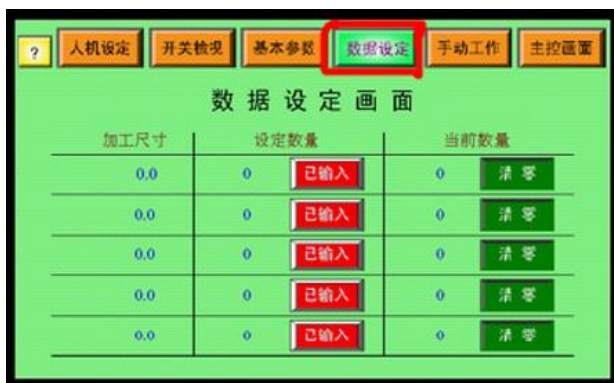 ? 人机设定 开关检视 基本参数 数据设定 手动工作 主控画面
数据设定画面
加工尺寸 设定数量 当前数量
0.0 0 已输入 0 清零
0.0 0 已输入 0 清零
0.0 0 已输入 0 清零
0.0 0 已输入 0 清零
0.0 0 已输入 0 清零